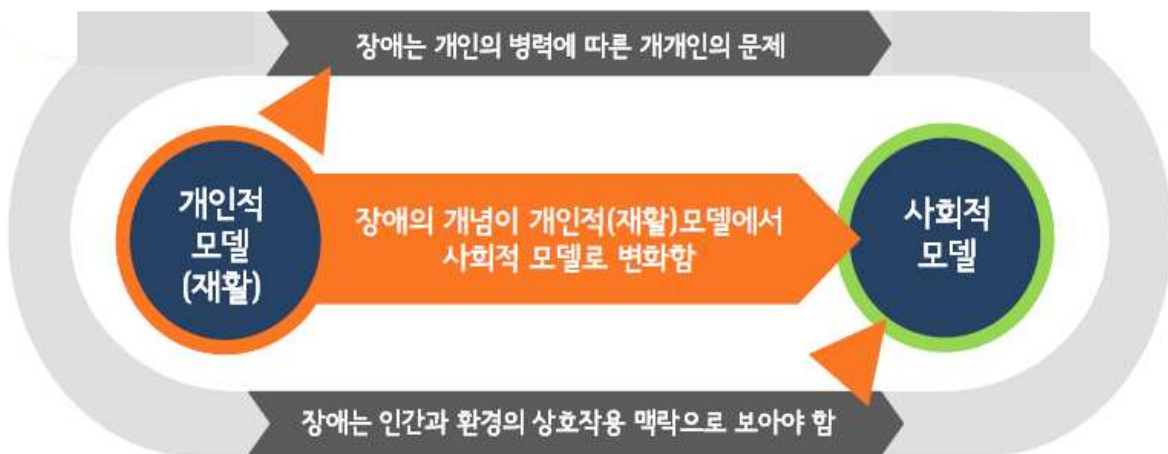 장애는 개인의 병력에 따른 개개인의 문제
개인적
모델
(재활)
장애의 개념이 개인적(재활)모델에서
사회적 모델로 변화함
사회적
모델
장애는 인간과 환경의 상호작용 맥락으로 보아야 함